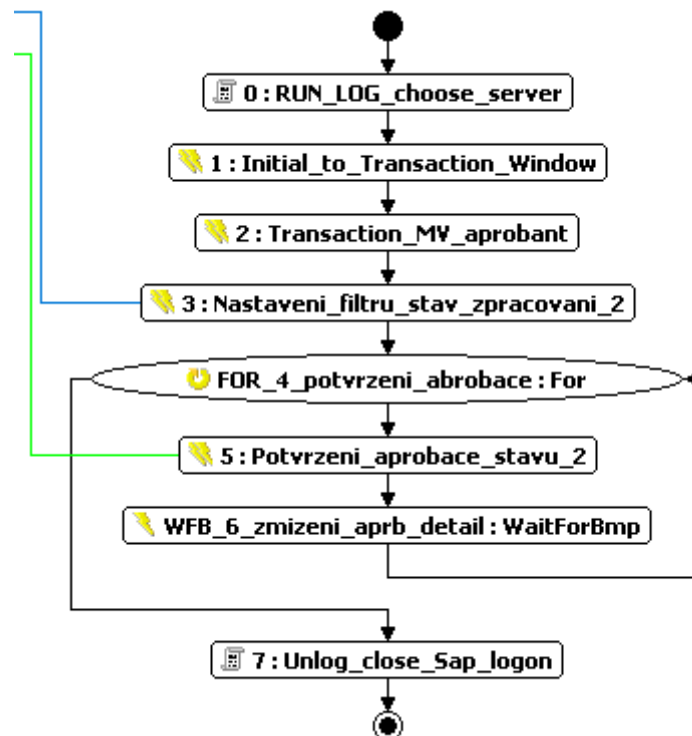 0 : RUN_LOG_choose_server
1 : Initial_to_Transaction_Window
2 : Transaction_MV_aprobant
3 : Nastaveni_filtru_stav_zpracovani_2
FOR_4_potvrzeni_abrobace : For
5 : Potvrzeni_aprobace_stavu_2
WFB_6_zmizeni_aprb_detail : WaitForBmp
7 : Unlog_close_Sap_logon